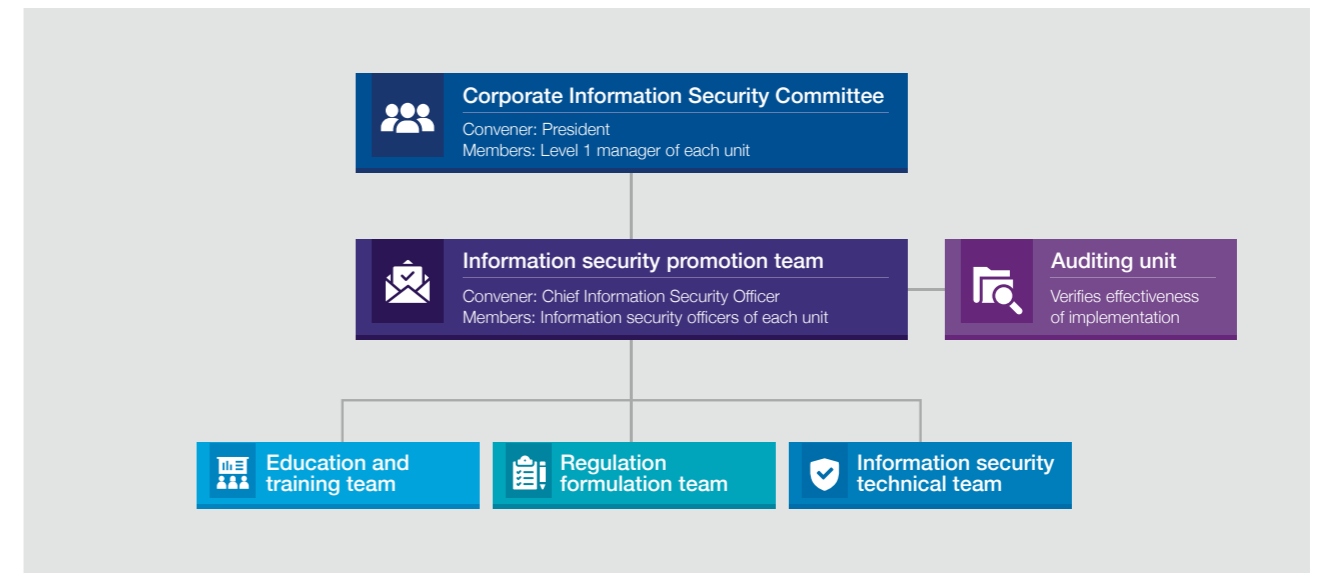 Corporate Information Security Committee
Convener: President
Members: Level 1 manager of each unit
Information security promotion team
Convener: Chief Information Security Officer
Members: Information security officers of each unit
Auditing unit
Verifies effectiveness
of implementation
Education and
training team
Regulation
formulation team
Information security
technical team